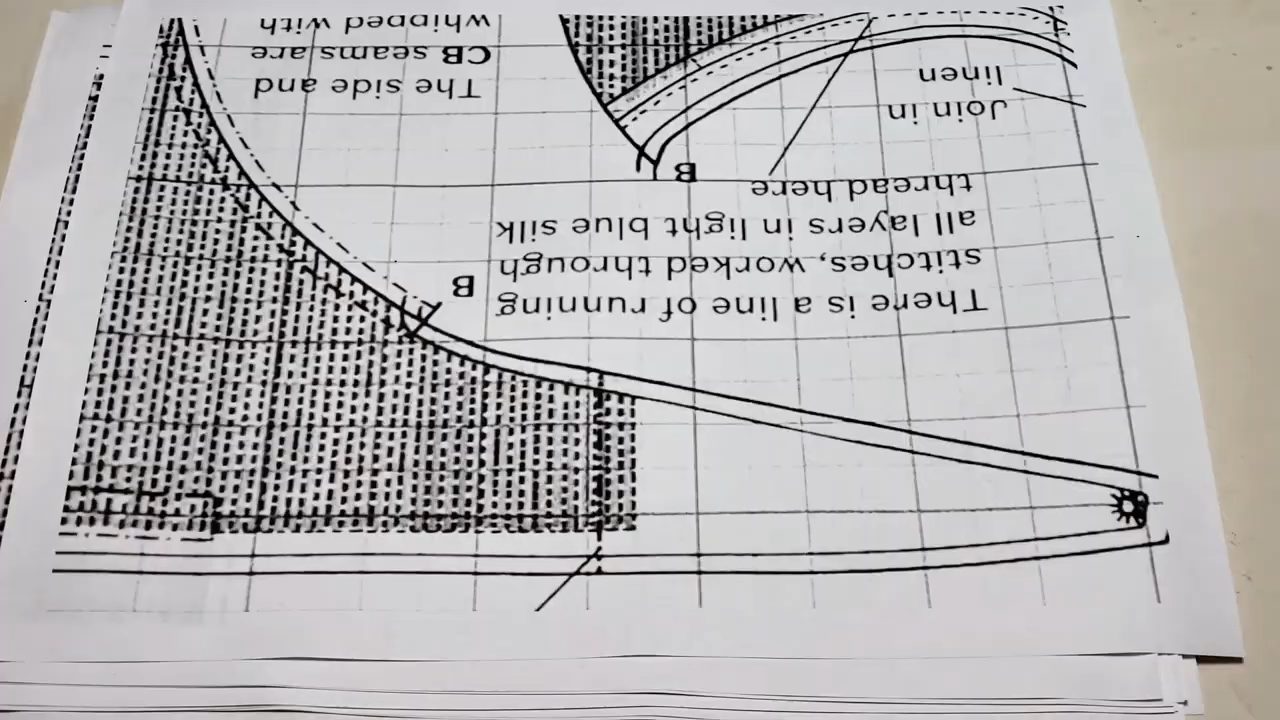 There is a line of running
stitches, worked through
all layers in light blue silk
thread here
B
B
Join in
linen
The side and
CB seams are
whipped with